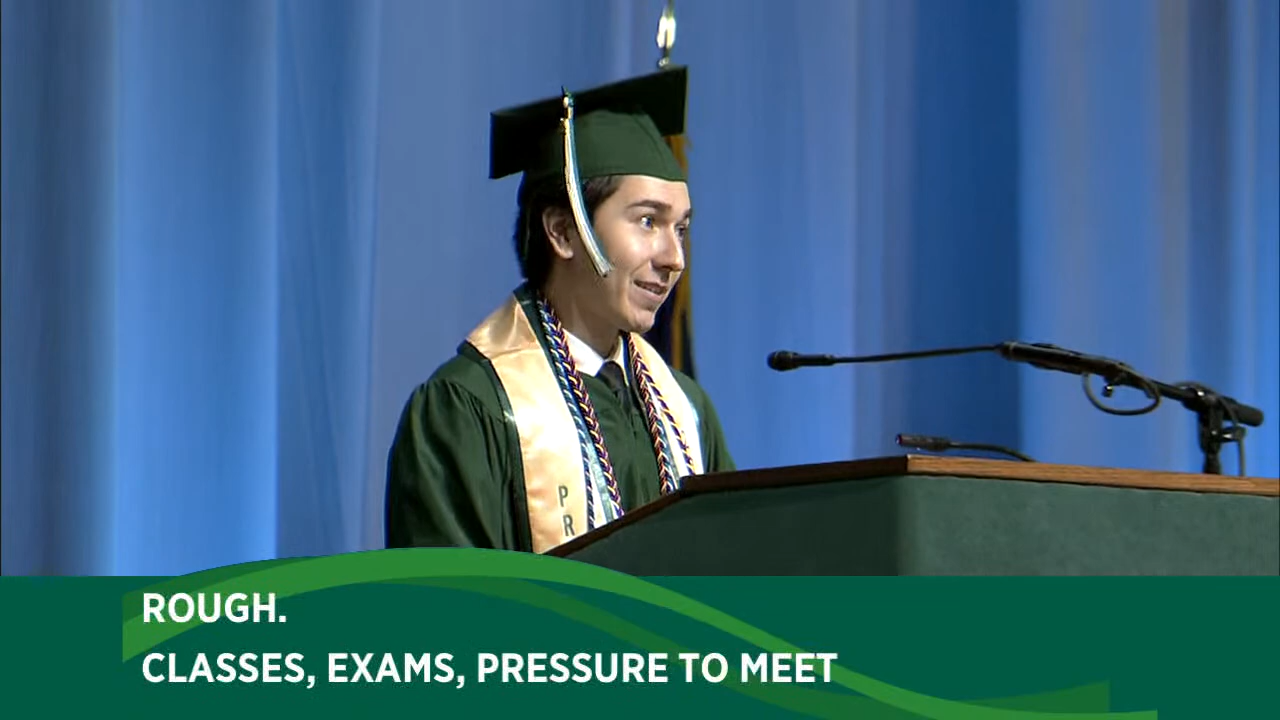 P
R
ROUGH.
CLASSES, EXAMS, PRESSURE TO MEET